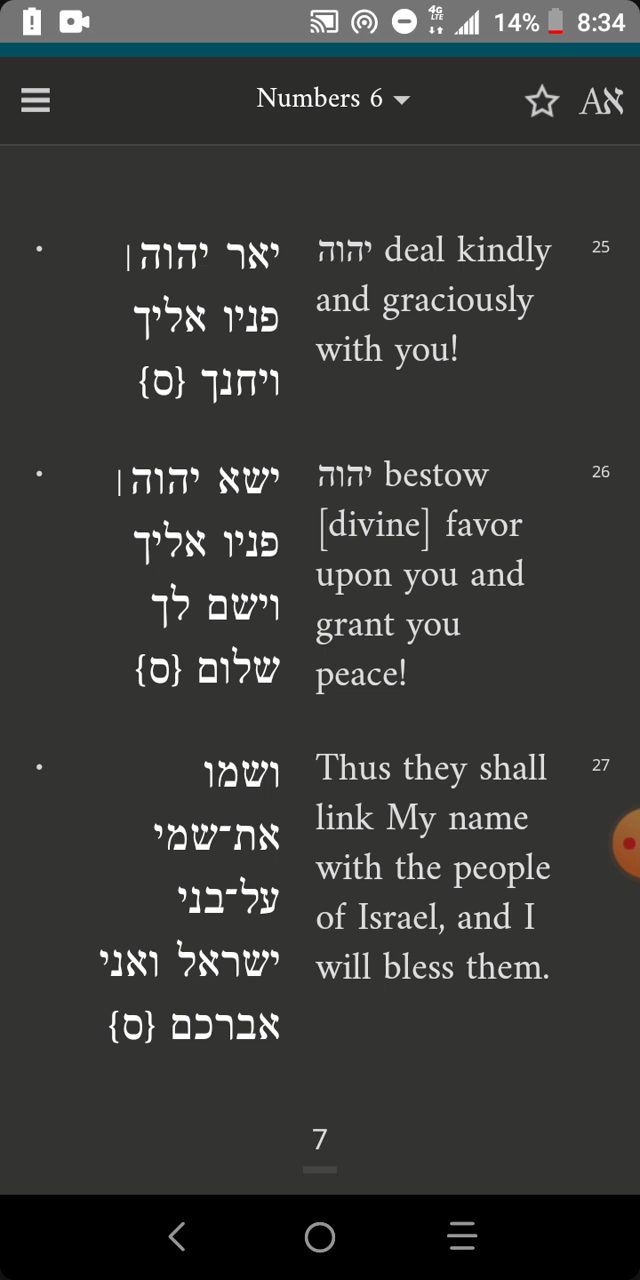 4G
LTE
14%
8:34
Numbers 6
Aא
יאר יהוה ׀
פניו אליך
ויחנך {ס}
יהוה deal kindly
and graciously
with you!
25
ישא יהוה ׀
פניו אליך
וישם לך
שלום {ס}
יהוה bestow
[divine] favor
upon you and
grant you
peace!
26
ושמו
את־שמי
על־בני
ישראל ואני
אברכם {ס}
Thus they shall
link My name
with the people
of Israel, and I
will bless them.
27
7